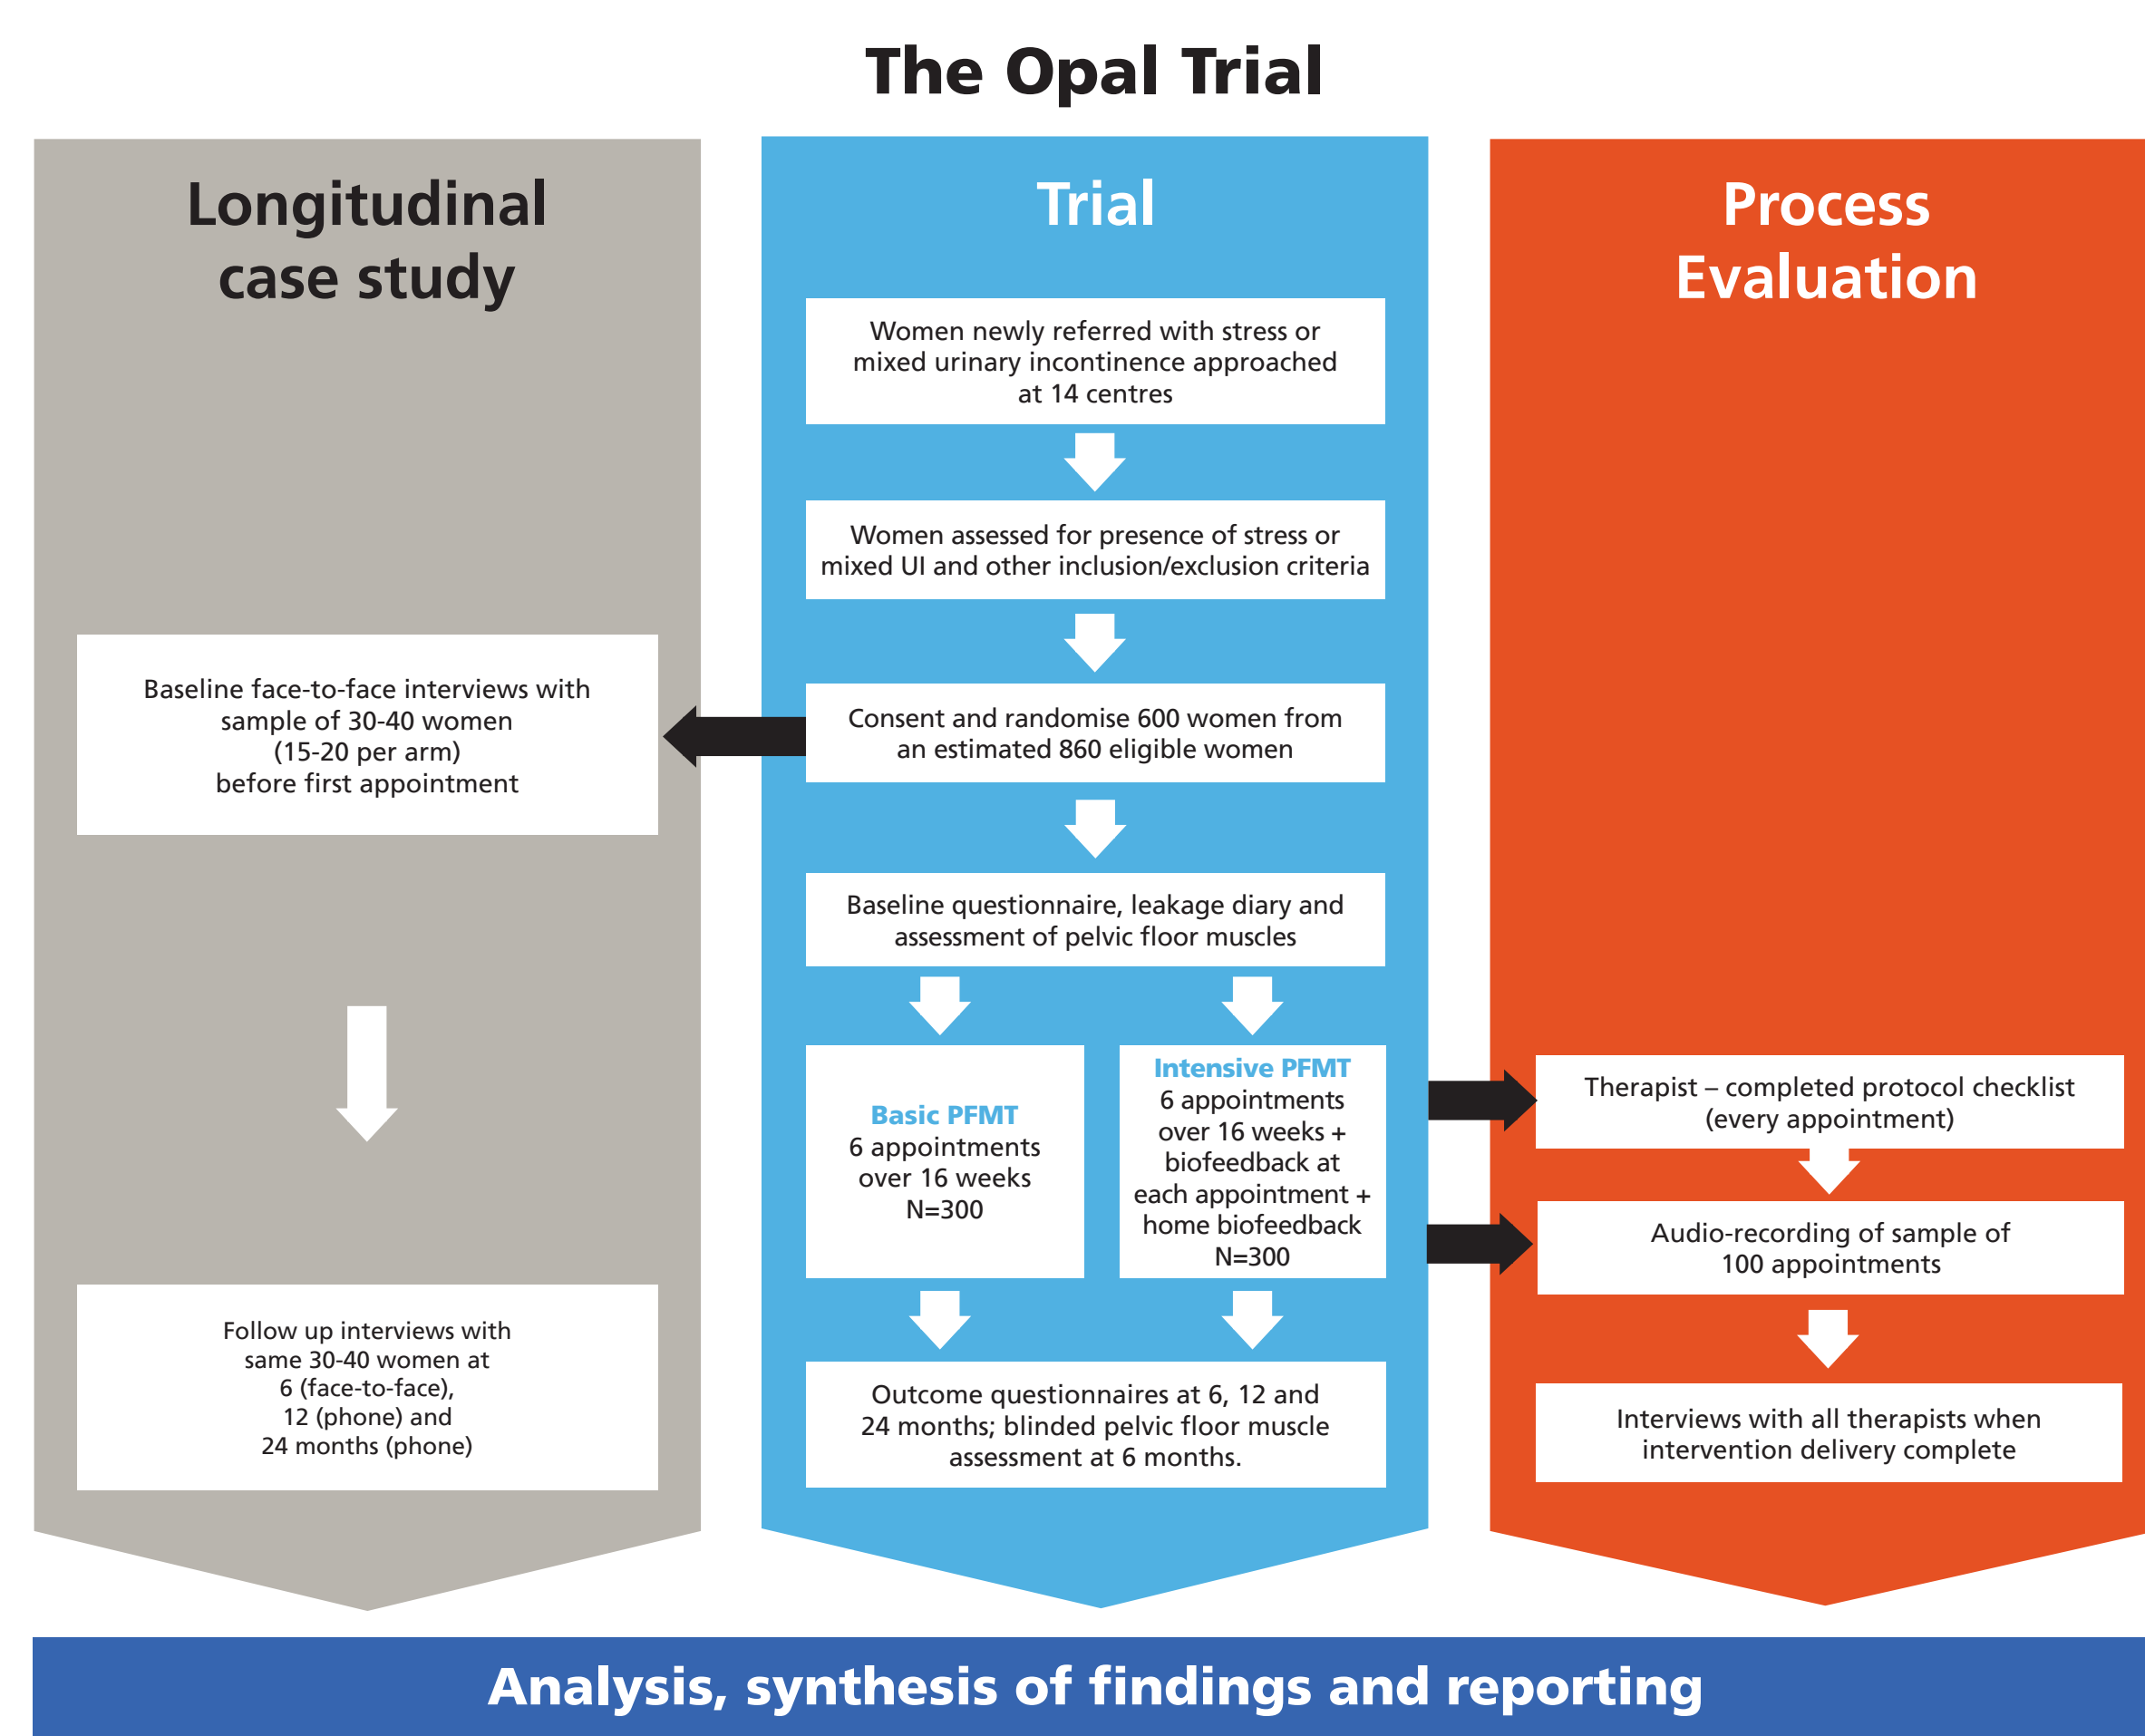 The Opal Trial
Longitudinal
case study
Baseline face-to-face interviews with
sample of 30-40 women
(15-20 per arm)
before first appointment
Follow up interviews with
same 30-40 women at
6 (face-to-face),
12 (phone) and
24 months (phone)
Trial
Women newly referred with stress or
mixed urinary incontinence approached
at 14 centres
Women assessed for presence of stress or
mixed UI and other inclusion/exclusion criteria
Consent and randomise 600 women from
an estimated 860 eligible women
Baseline questionnaire, leakage diary and
assessment of pelvic floor muscles
Basic PFMT
6 appointments
over 16 weeks
N=300
Intensive PFMT
6 appointments
over 16 weeks +
biofeedback at
each appointment +
home biofeedback
N=300
Outcome questionnaires at 6, 12 and
24 months; blinded pelvic floor muscle
assessment at 6 months.
Process
Evaluation
Therapist – completed protocol checklist
(every appointment)
Audio-recording of sample of
100 appointments
Interviews with all therapists when
intervention delivery complete
Analysis, synthesis of findings and reporting